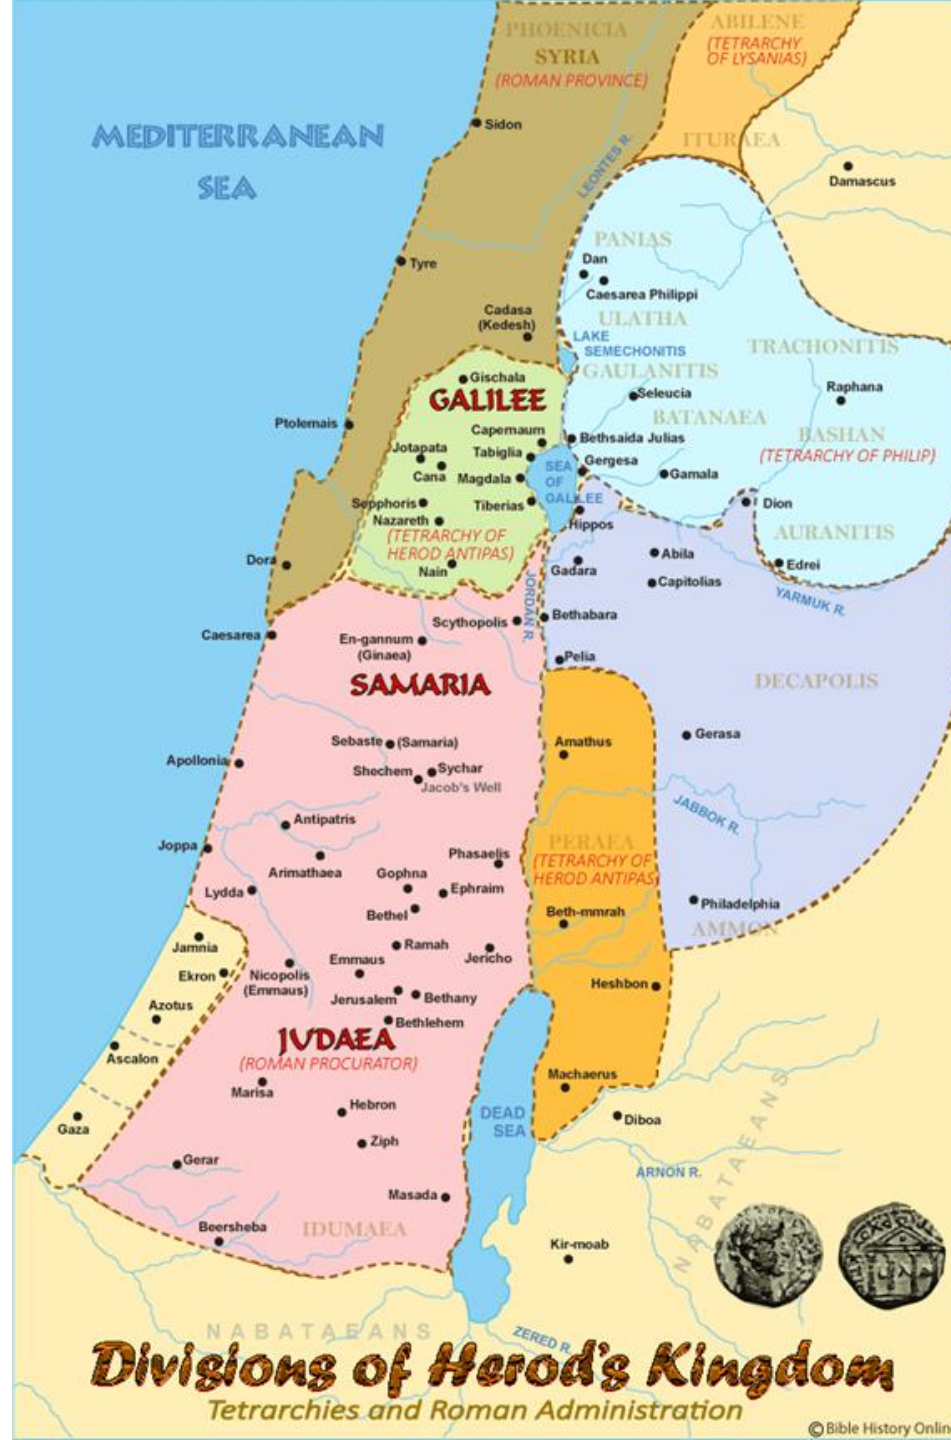 PHOENICIA
SYRIA
(ROMAN PROVINCE)
ABILENE
(TETRARCHY
OF LYSANIAS)
MEDITERRANEAN
SEA
Sidon
LEONTES R.
ITURAEA
Damascus
Tyre
PANIAS
Dan
Caesarea Philippi
ULATHA
Cadasa
(Kedesh)
LAKE
SEMECHONITIS
TRACHONITIS
GAULANITIS
Gischala
Seleucia
Raphana
GALILEE
BATANAEA
Ptolemais
Capernaum
Bethsaida Julias
BASHAN
(TETRARCHY OF PHILIP)
Jotapata
Tabiglia
Gergesa
Cana
Magdala
SEA
OF
GALILEE
Gamala
Sepphoris
Tiberias
Dion
Nazareth
Hippos
(TETRARCHY OF
HEROD ANTIPAS)
AURANITIS
Dora
Nain
Gadara
Abila
Edrei
Capitolias
JORDAN R.
YARMUK R.
Caesarea
Scythopolis
Bethabara
En-gannum
(Ginaea)
Pelia
SAMARIA
DECAPOLIS
Sebaste
(Samaria)
Amathus
Gerasa
Apollonia
Shechem
Sychar
Jacob's Well
JABBOK R.
Antipatris
Joppa
Arimathaea
Phasaelis
PERAEA
(TETRARCHY OF
HEROD ANTIPAS
Lydda
Gophna
Ephraim
Bethel
Beth-mmrah
Philadelphia
AMMON
Jamnia
Ramah
Jericho
Ekron
Nicopolis
(Emmaus)
Emmaus
Heshbon
Azotus
Jerusalem
Bethany
Bethlehem
JUDAEA
(ROMAN PROCURATOR)
Ascalon
Marisa
Machaerus
Gaza
Hebron
DEAD
SEA
Diboa
Ziph
Gerar
ARNON R.
NABATAEANS
Masada
Beersheba
IDUMAEA
Kir-moab
NABATAEANS
ZERED R.
Divisions of Herod's Kingdom
Tetrarchies and Roman Administration
©Bible History Onlin